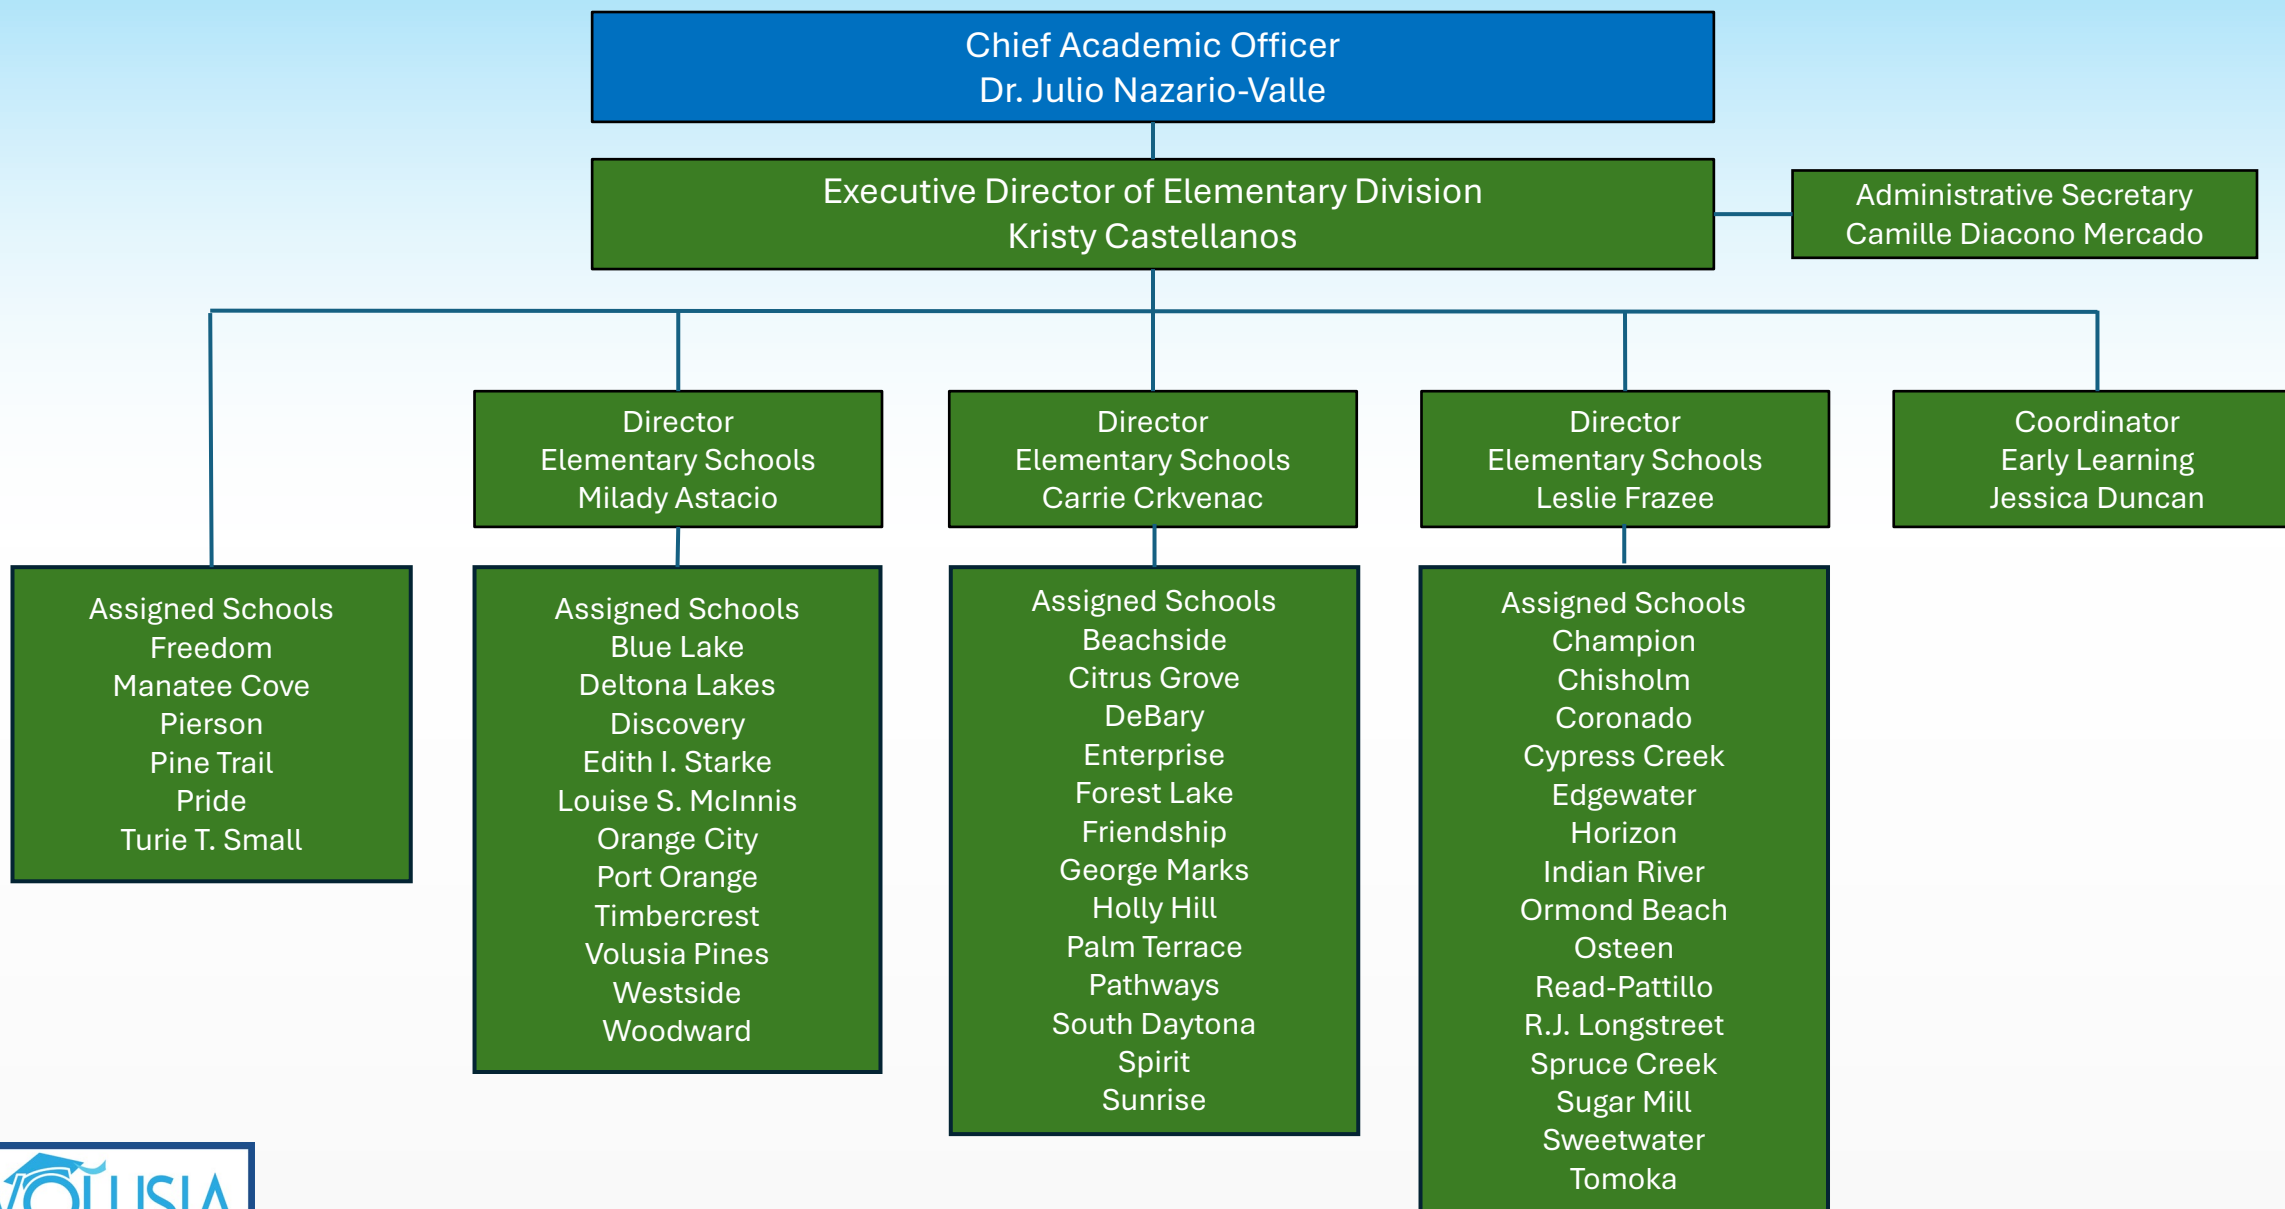 Chief Academic Officer
Dr. Julio Nazario-Valle
Executive Director of Elementary Division
Kristy Castellanos
Administrative Secretary
Camille Diacono Mercado
Director
Elementary Schools
Milady Astacio
Director
Elementary Schools
Carrie Crkvenac
Director
Elementary Schools
Leslie Frazee
Coordinator
Early Learning
Jessica Duncan
Assigned Schools
Freedom
Manatee Cove
Pierson
Pine Trail
Pride
Turie T. Small
Assigned Schools
Blue Lake
Deltona Lakes
Discovery
Edith I. Starke
Louise S. McInnis
Orange City
Port Orange
Timbercrest
Volusia Pines
Westside
Woodward
Assigned Schools
Beachside
Citrus Grove
DeBary
Enterprise
Forest Lake
Friendship
George Marks
Holly Hill
Palm Terrace
Pathways
South Daytona
Spirit
Sunrise
Assigned Schools
Champion
Chisholm
Coronado
Cypress Creek
Edgewater
Horizon
Indian River
Ormond Beach
Osteen
Read-Pattillo
R.J. Longstreet
Spruce Creek
Sugar Mill
Sweetwater
Tomoka
VOLUSIA